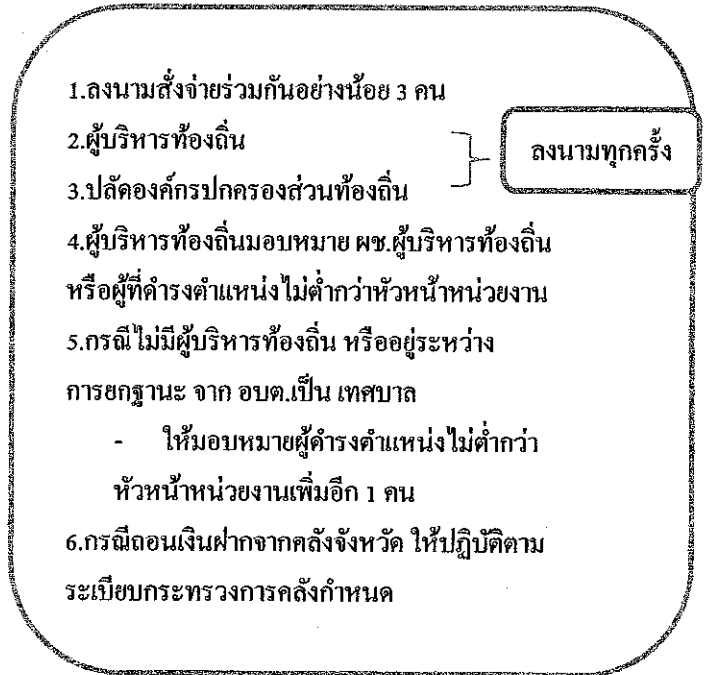 1.ลงนามสั่งจ่ายร่วมกันอย่างน้อย 3 คน
2.ผู้บริหารท้องถิ่น
ลงนามทุกครั้ง
3.ปลัดองค์กรปกครองส่วนท้องถิ่น
4.ผู้บริหารท้องถิ่นมอบหมาย ผช.ผู้บริหารท้องถิ่น
หรือผู้ที่ดำรงตำแหน่งไม่ต่ำกว่าหัวหน้าหน่วยงาน
5.กรณีไม่มีผู้บริหารท้องถิ่น หรืออยู่ระหว่าง
การยกฐานะ จาก อบต.เป็น เทศบาล
- ให้มอบหมายผู้ดำรงตำแหน่งไม่ต่ำกว่า
หัวหน้าหน่วยงานเพิ่มอีก 1 คน
6.กรณีถอนเงินฝากจากคลังจังหวัด ให้ปฏิบัติตาม
ระเบียบกระทรวงการคลังกำหนด